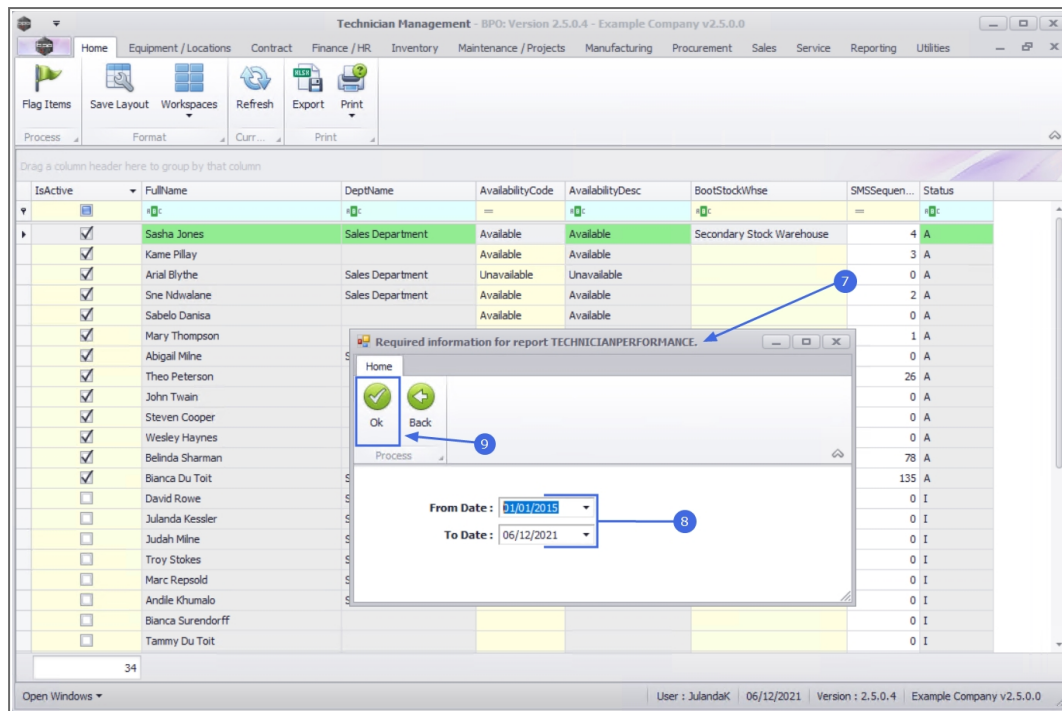 Technician Management - BPO: Version 2.5.0.4 - Example Company v2.5.0.0
Home Equipment / Locations Contract Finance / HR Inventory Maintenance / Projects Manufacturing Procurement Sales Service Reporting Utilities
Flag Items Save Layout Workspaces Refresh Export Print
Process Format Curr... Print
Drag a column header here to group by that column
IsActive FullName DeptName AvailabilityCode AvailabilityDesc BootStockWhse SMSSequen... Status
Sasha Jones Sales Department Available Available Secondary Stock Warehouse 4 A
Kame Pillay Available Available 3 A
Arial Blythe Sales Department Unavailable Unavailable 0 A
7
Sne Ndwalane Sales Department Available Available 2 A
Sabelo Danisa Available Available 0 A
Mary Thompson 1 A
Required information for report TECHNICIANPERFORMANCE.
Abigail Milne S 0 A
Home
Theo Peterson 26 A
John Twain 0 A
Steven Cooper 0 A
Ok Back
Wesley Haynes 0 A
9
Belinda Sharman 78 A
Process
Bianca Du Toit S 135 A
David Rowe S 0 I
From Date : 01/01/2015
Julanda Kessler S 0 I
8
Judah Milne S 0 I
To Date : 06/12/2021
Troy Stokes S 0 I
Marc Repsold S 0 I
Andile Khumalo S 0 I
Bianca Surendorff 0 I
Tammy Du Toit 0 I
34
Open Windows User : JulandaK 06/12/2021 Version : 2.5.0.4 Example Company v2.5.0.0